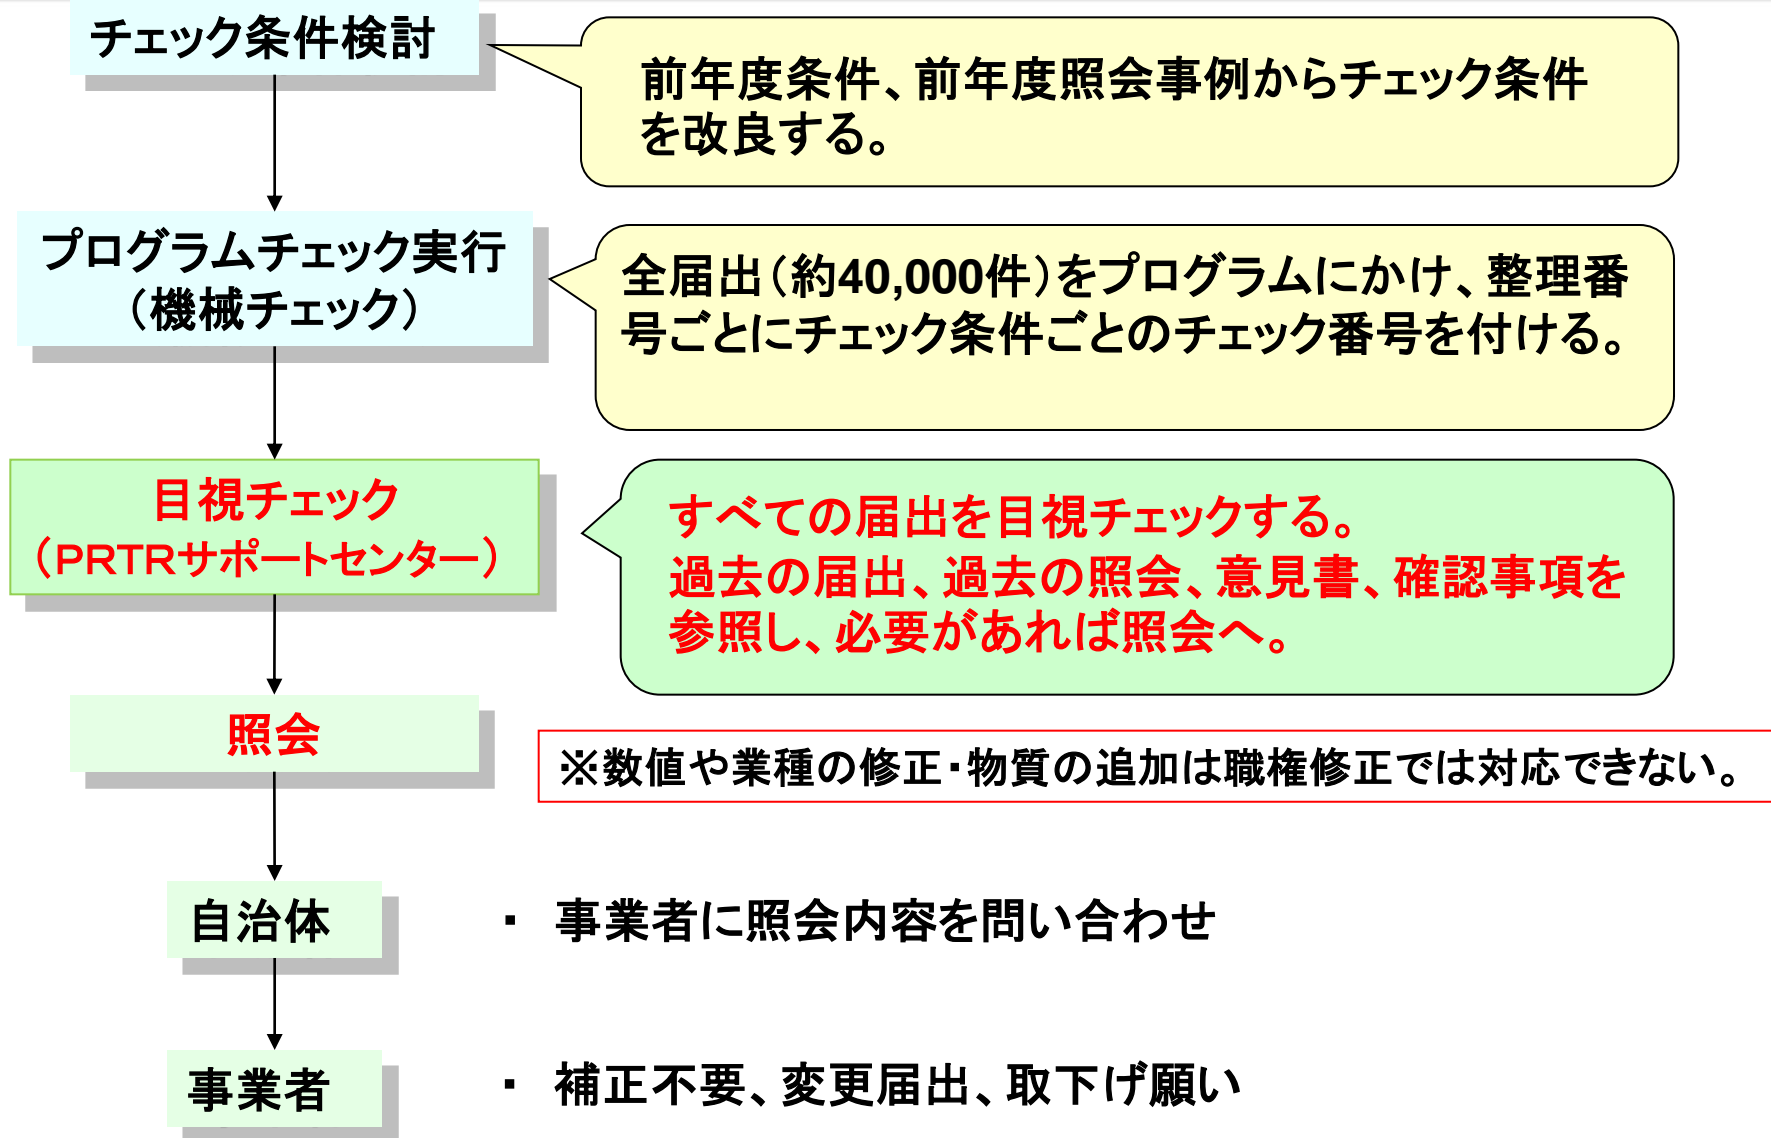 チェック条件検討
前年度条件、前年度照会事例からチェック条件
を改良する。
プログラムチェック実行
（機械チェック）
全届出（約40,000件）をプログラムにかけ、整理番
号ごとにチェック条件ごとのチェック番号を付ける。
目視チェック
（PRTRサポートセンター）
すべての届出を目視チェックする。
過去の届出、過去の照会、意見書、確認事項を
参照し、必要があれば照会へ。
照会
※数値や業種の修正・物質の追加は職権修正では対応できない。
自治体
・ 事業者に照会内容を問い合わせ
事業者
・ 補正不要、変更届出、取下げ願い